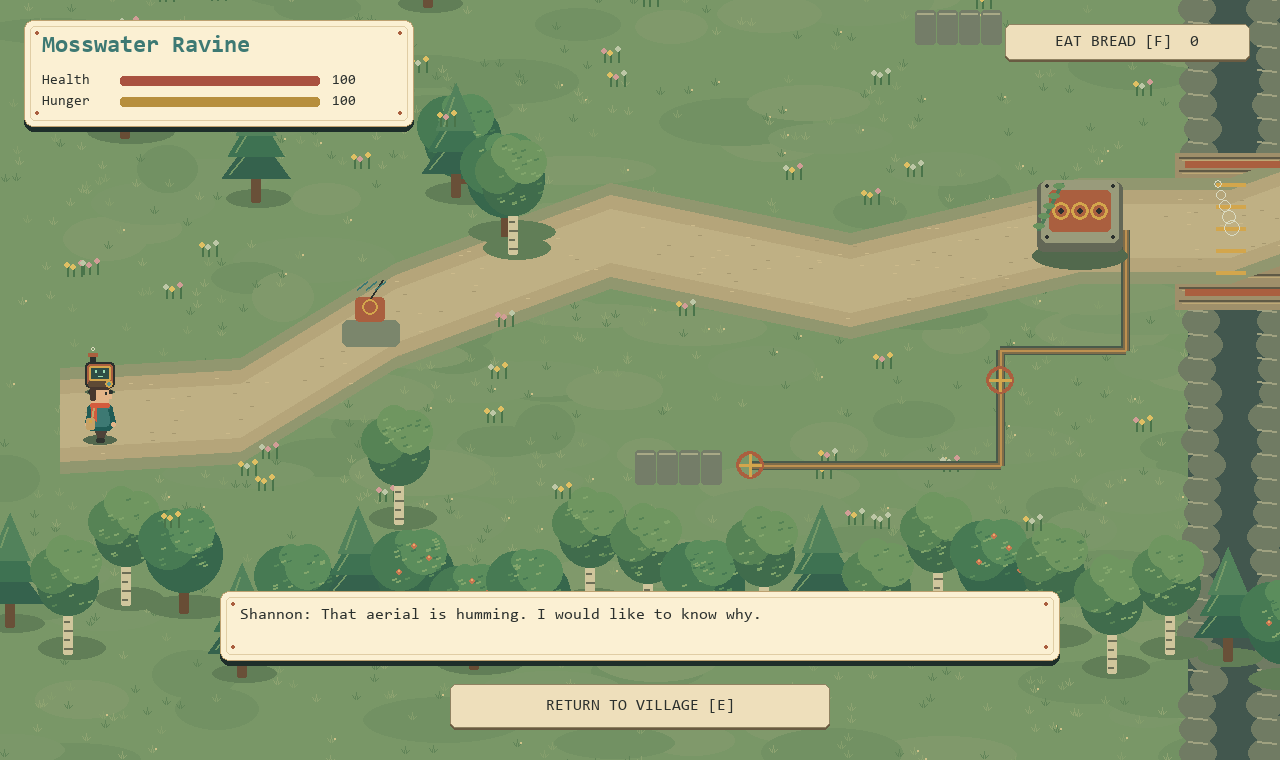 Mosswater Ravine
Health 100
Hunger 100
EAT BREAD [F] 0
Shannon: That aerial is humming. I would like to know why.
RETURN TO VILLAGE [E]